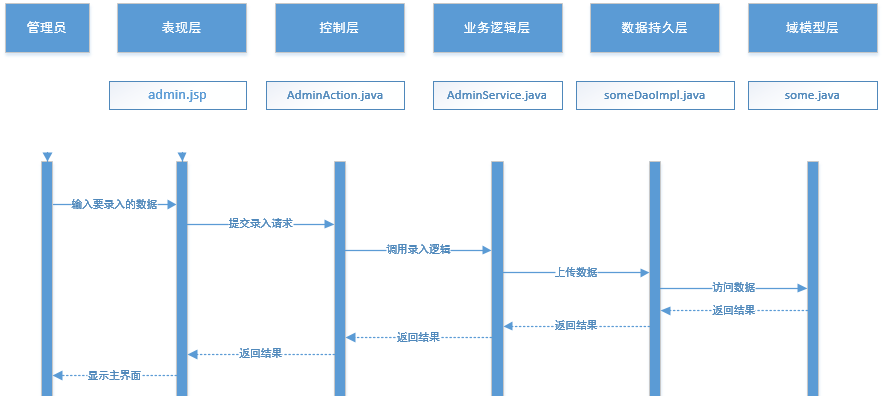 管理员
表现层
控制层
业务逻辑层
数据持久层
域模型层
admin.jsp
AdminAction.java
AdminService.java
someDaoImpl.java
some.java
输入要录入的数据
提交录入请求
调用录入逻辑
上传数据
访问数据
返回结果
返回结果
返回结果
返回结果
显示主界面